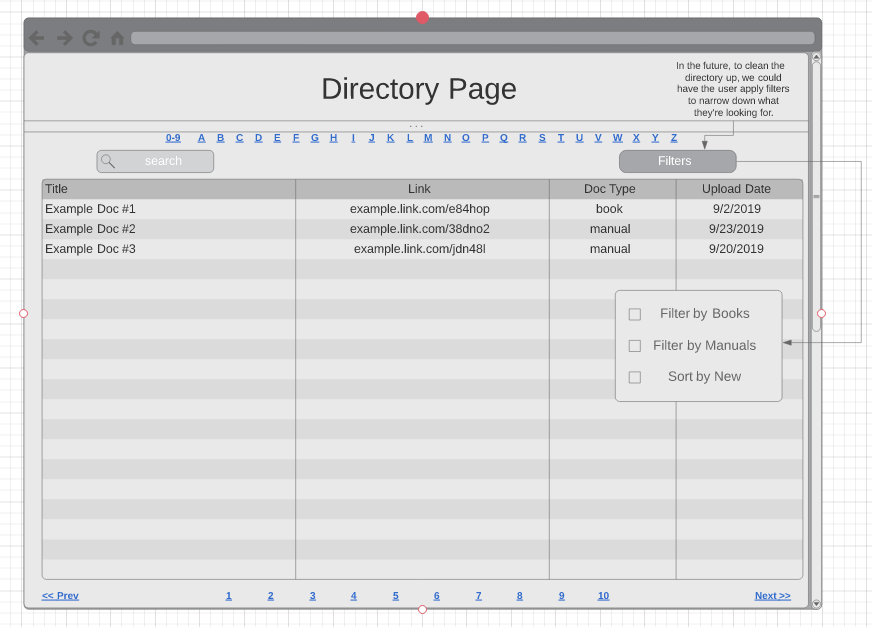 Directory Page
In the future, to clean the
directory up, we could
have the user apply filters
to narrow down what
they're looking for.
...
0-9 A B C D E F G H I J K L M N O P Q R S T U V W X Y Z
search
Filters
Title Link Doc Type Upload Date
Example Doc #1 example.link.com/e84hop book 9/2/2019
Example Doc #2 example.link.com/38dno2 manual 9/23/2019
Example Doc #3 example.link.com/jdn48l manual 9/20/2019
Filter by Books
Filter by Manuals
Sort by New
<< Prev 1 2 3 4 5 6 7 8 9 10 Next >>